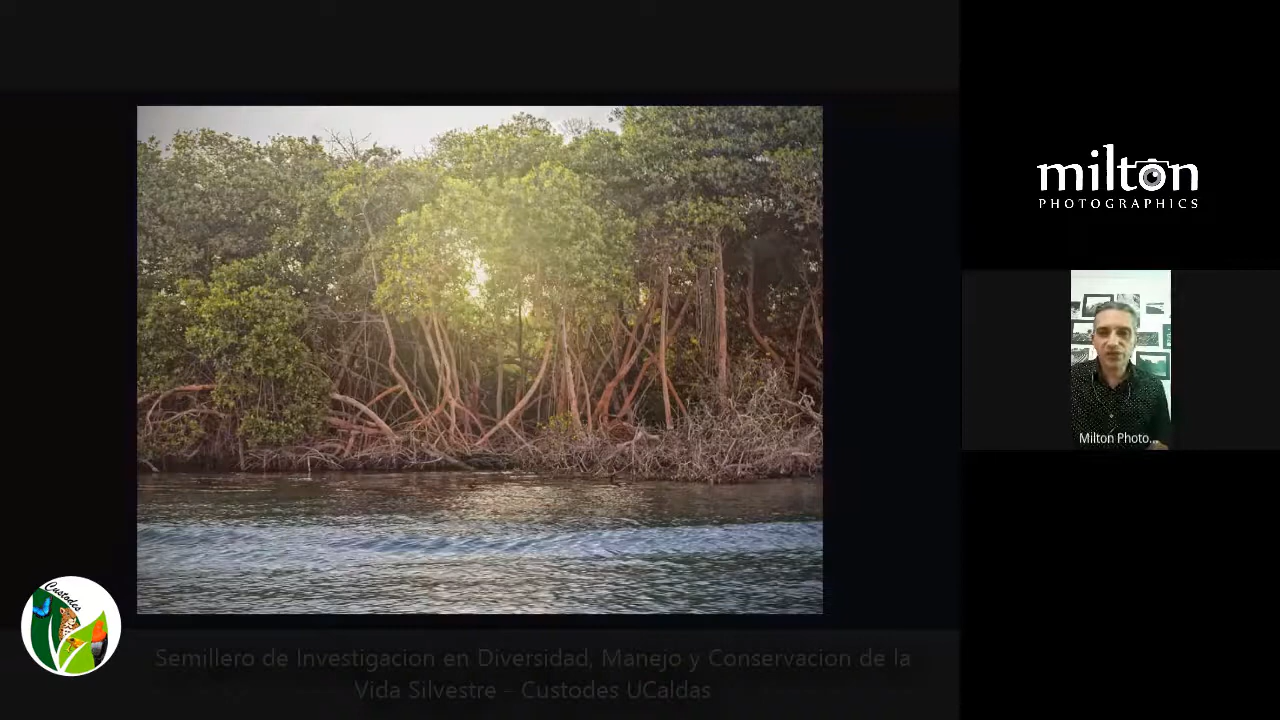 milton
PHOTOGRAPHICS
Milton Photo...
Custodes
Semillero de Investigacion en Diversidad, Manejo y Conservacion de la
Vida Silvestre - Custodes UCaldas